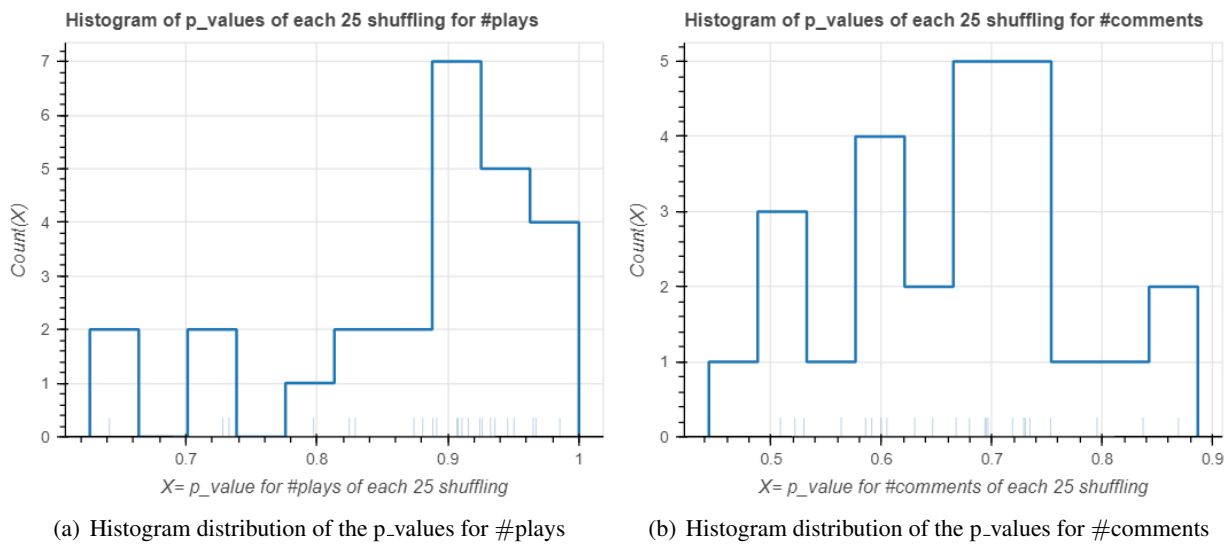 Histogram of p_values of each 25 shuffling for #plays
7
6
5
4
3
2
1
0
Count(X)
0.7
0.8
0.9
1
X= p_value for #plays of each 25 shuffling
(a) Histogram distribution of the p_values for #plays
Histogram of p_values of each 25 shuffling for #comments
5
4
3
2
1
0
Count(X)
0.5
0.6
0.7
0.8
0.9
X= p_value for #comments of each 25 shuffling
(b) Histogram distribution of the p_values for #comments